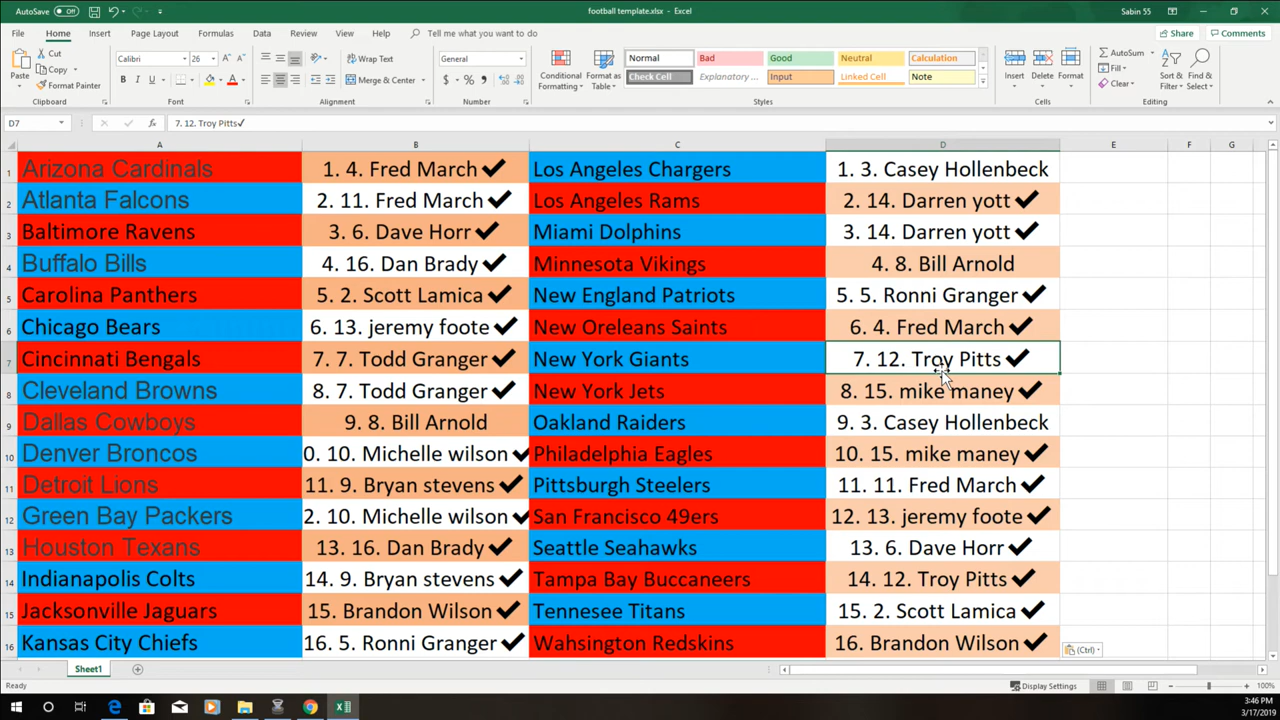 AutoSave Off football template.xlsx - Excel Sabin 55
File Home Insert Page Layout Formulas Data Review View Help Tell me what you want to do Share Comments
Paste Cut Copy Format Painter Clipboard
Calibri 26 B I U Font
Wrap Text Merge & Center Alignment
General $ % , Number
Conditional Formatting Format as Table
Normal Bad Good Neutral Calculation
Check Cell Explanatory ... Input Linked Cell Note
Styles
Insert Delete Format Cells
AutoSum Fill Clear Sort & Filter Find & Select Editing
D7 fx 7. 12. Troy Pitts✓
A B C D E F G
1 Arizona Cardinals 1. 4. Fred March ✓ Los Angeles Chargers 1. 3. Casey Hollenbeck
2 Atlanta Falcons 2. 11. Fred March ✓ Los Angeles Rams 2. 14. Darren yott ✓
3 Baltimore Ravens 3. 6. Dave Horr ✓ Miami Dolphins 3. 14. Darren yott ✓
4 Buffalo Bills 4. 16. Dan Brady ✓ Minnesota Vikings 4. 8. Bill Arnold
5 Carolina Panthers 5. 2. Scott Lamica ✓ New England Patriots 5. 5. Ronni Granger ✓
6 Chicago Bears 6. 13. jeremy foote ✓ New Oreleans Saints 6. 4. Fred March ✓
7 Cincinnati Bengals 7. 7. Todd Granger ✓ New York Giants 7. 12. Troy Pitts ✓
8 Cleveland Browns 8. 7. Todd Granger ✓ New York Jets 8. 15. mike maney ✓
9 Dallas Cowboys 9. 8. Bill Arnold Oakland Raiders 9. 3. Casey Hollenbeck
10 Denver Broncos 0. 10. Michelle wilson ✓ Philadelphia Eagles 10. 15. mike maney ✓
11 Detroit Lions 11. 9. Bryan stevens ✓ Pittsburgh Steelers 11. 11. Fred March ✓
12 Green Bay Packers 2. 10. Michelle wilson ✓ San Francisco 49ers 12. 13. jeremy foote ✓
13 Houston Texans 13. 16. Dan Brady ✓ Seattle Seahawks 13. 6. Dave Horr ✓
14 Indianapolis Colts 14. 9. Bryan stevens ✓ Tampa Bay Buccaneers 14. 12. Troy Pitts ✓
15 Jacksonville Jaguars 15. Brandon Wilson ✓ Tennesee Titans 15. 2. Scott Lamica ✓
16 Kansas City Chiefs 16. 5. Ronni Granger ✓ Wahsington Redskins 16. Brandon Wilson ✓
(Ctrl)
Sheet1
Ready Display Settings 100%
3:46 PM
3/17/2019